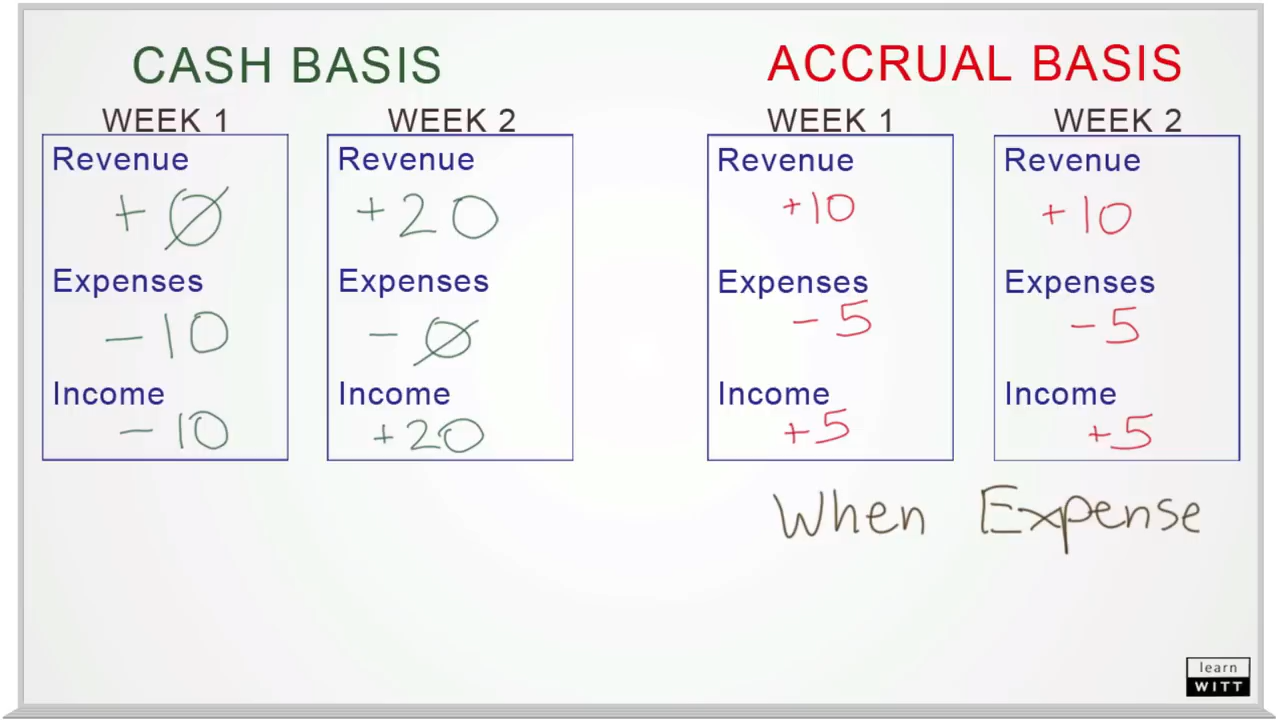 CASH BASIS
WEEK 1
Revenue
+ 0
Expenses
- 10
Income
- 10
WEEK 2
Revenue
+ 20
Expenses
- 0
Income
+ 20
ACCRUAL BASIS
WEEK 1
Revenue
+ 10
Expenses
- 5
Income
+ 5
WEEK 2
Revenue
+ 10
Expenses
- 5
Income
+ 5
When Expense
learn
WITT